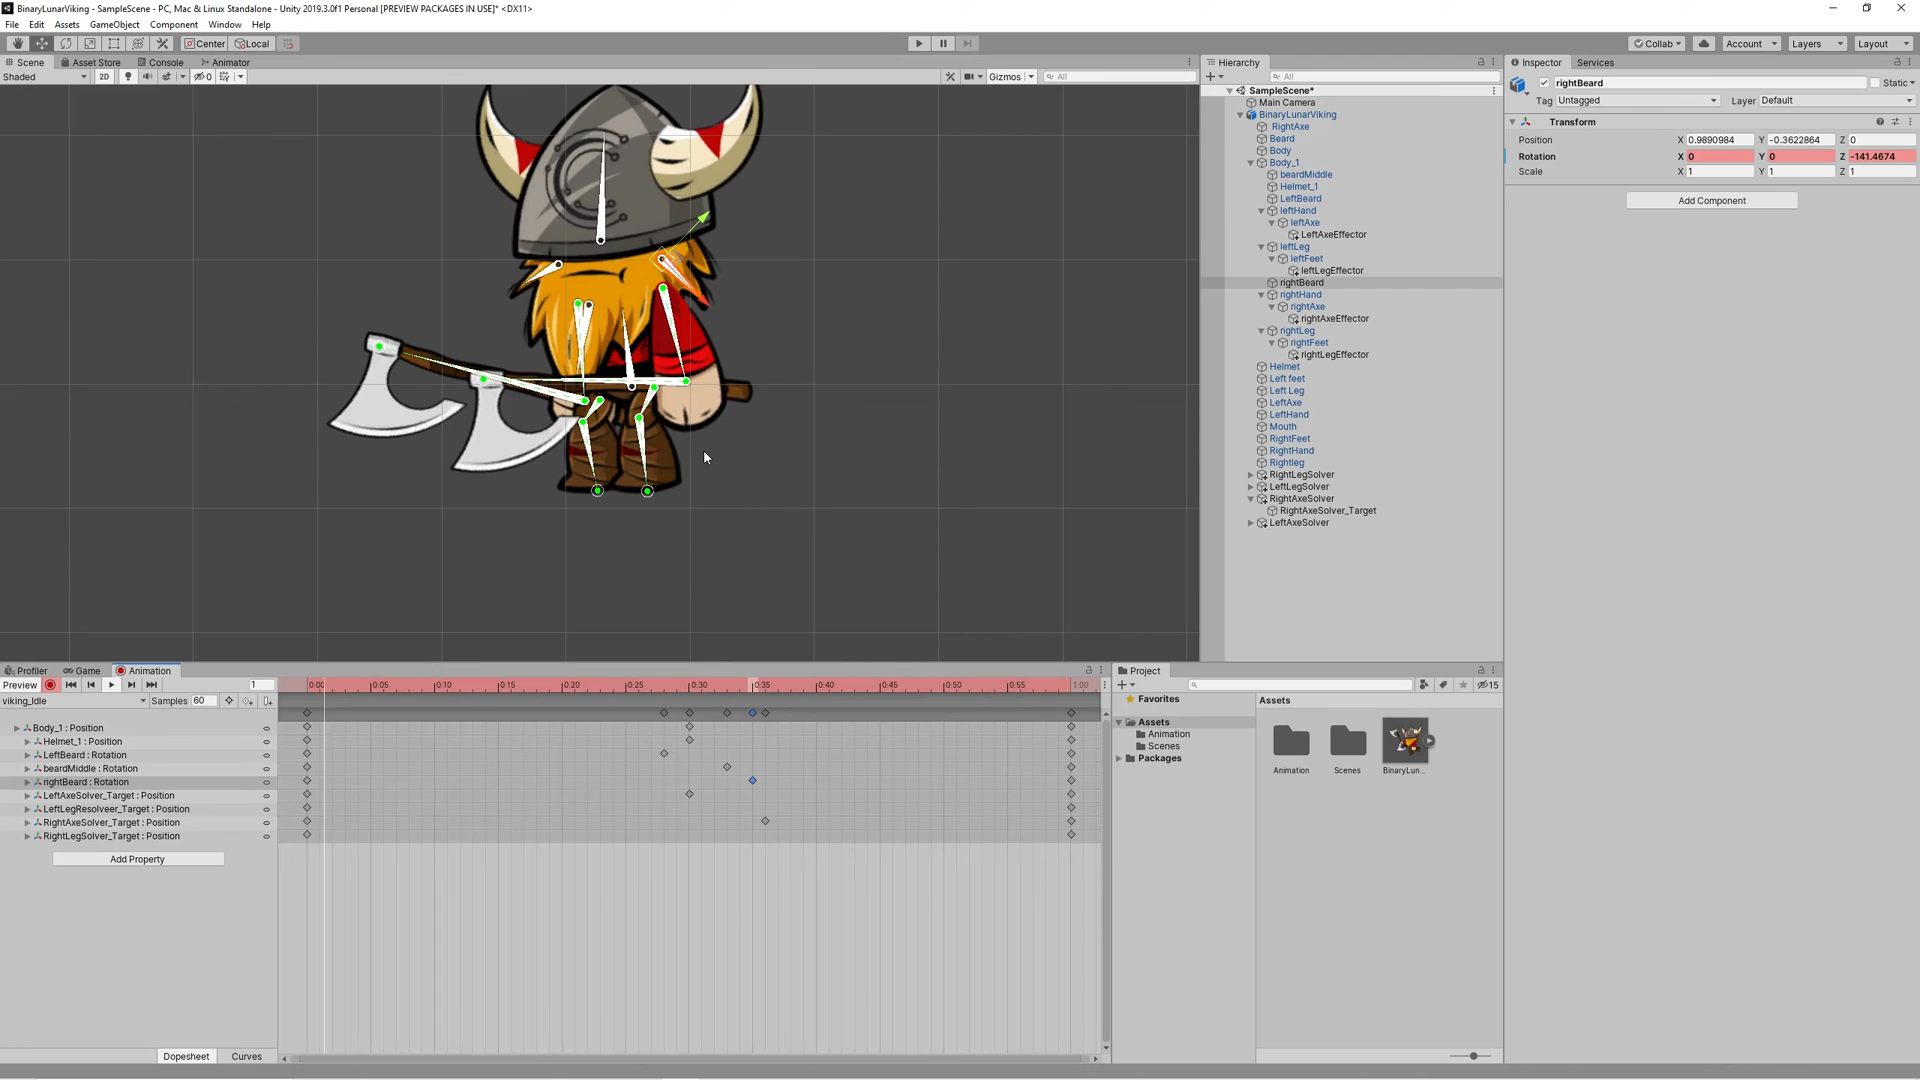 BinaryLunarViking - SampleScene - PC, Mac & Linux Standalone - Unity 2019.3.0f1 Personal [PREVIEW PACKAGES IN USE]* <DX11>
File Edit Assets GameObject Component Window Help
Center Local Collab Account Layers Layout
Scene Asset Store Console Animator
Shaded 2D 0 Gizmos All
Hierarchy
All
SampleScene*
Main Camera
BinaryLunarViking
RightAxe
Beard
Body
Body_1
beardMiddle
Helmet_1
LeftBeard
leftHand
leftAxe
LeftAxeEffector
leftLeg
leftFeet
leftLegEffector
rightBeard
rightHand
rightAxe
rightAxeEffector
rightLeg
rightFeet
rightLegEffector
Helmet
Left feet
Left Leg
LeftAxe
LeftHand
Mouth
RightFeet
RightHand
Rightleg
RightLegSolver
LeftLegSolver
RightAxeSolver
RightAxeSolver_Target
LeftAxeSolver
Inspector Services
rightBeard Static
Tag Untagged Layer Default
Transform
Position X 0.9890984 Y -0.3622864 Z 0
Rotation X 0 Y 0 Z -141.4674
Scale X 1 Y 1 Z 1
Add Component
Profiler Game Animation
Preview 1 0:00 0:05 0:10 0:15 0:20 0:25 0:30 0:35 0:40 0:45 0:50 0:55 1:00
viking_Idle Samples 60
Body_1 : Position
Helmet_1 : Position
LeftBeard : Rotation
beardMiddle : Rotation
rightBeard : Rotation
LeftAxeSolver_Target : Position
LeftLegResolveer_Target : Position
RightAxeSolver_Target : Position
RightLegSolver_Target : Position
Add Property
Dopesheet Curves
Project
15
Favorites
Assets
Animation
Scenes
Packages
Assets
Animation Scenes BinaryLun...